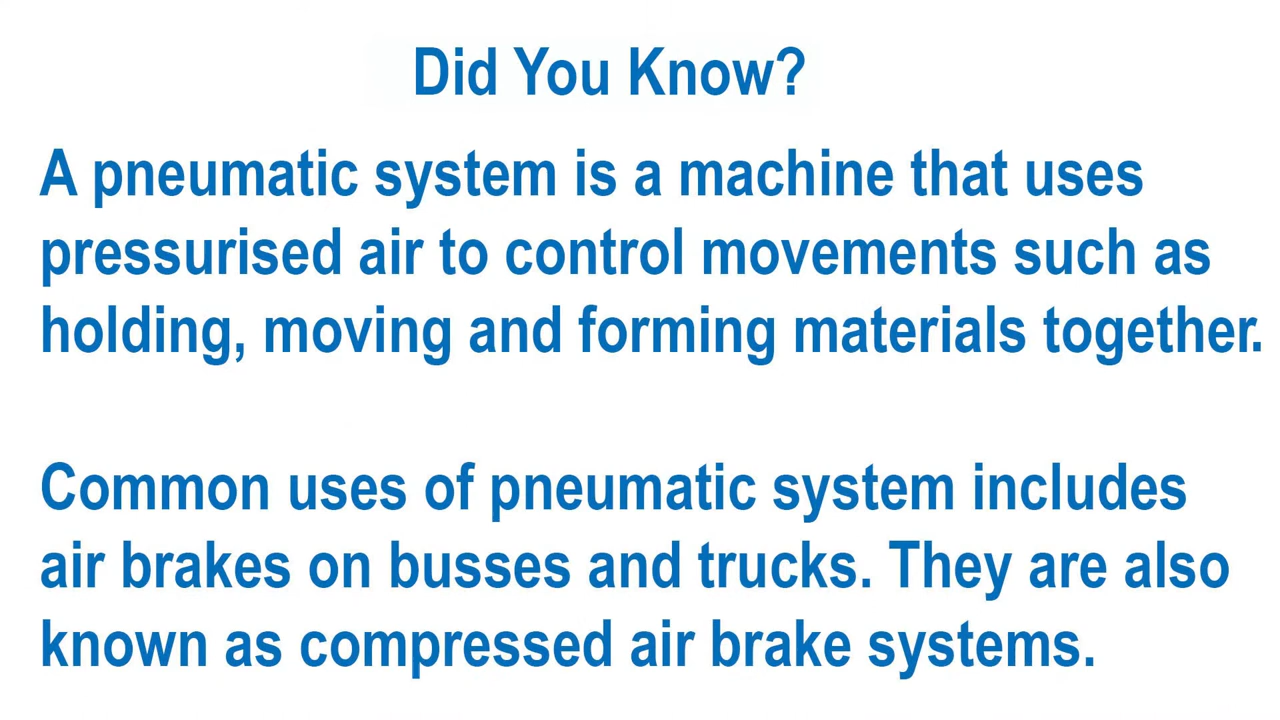 Did You Know?
A pneumatic system is a machine that uses
pressurised air to control movements such as
holding, moving and forming materials together.
Common uses of pneumatic system includes
air brakes on busses and trucks. They are also
known as compressed air brake systems.